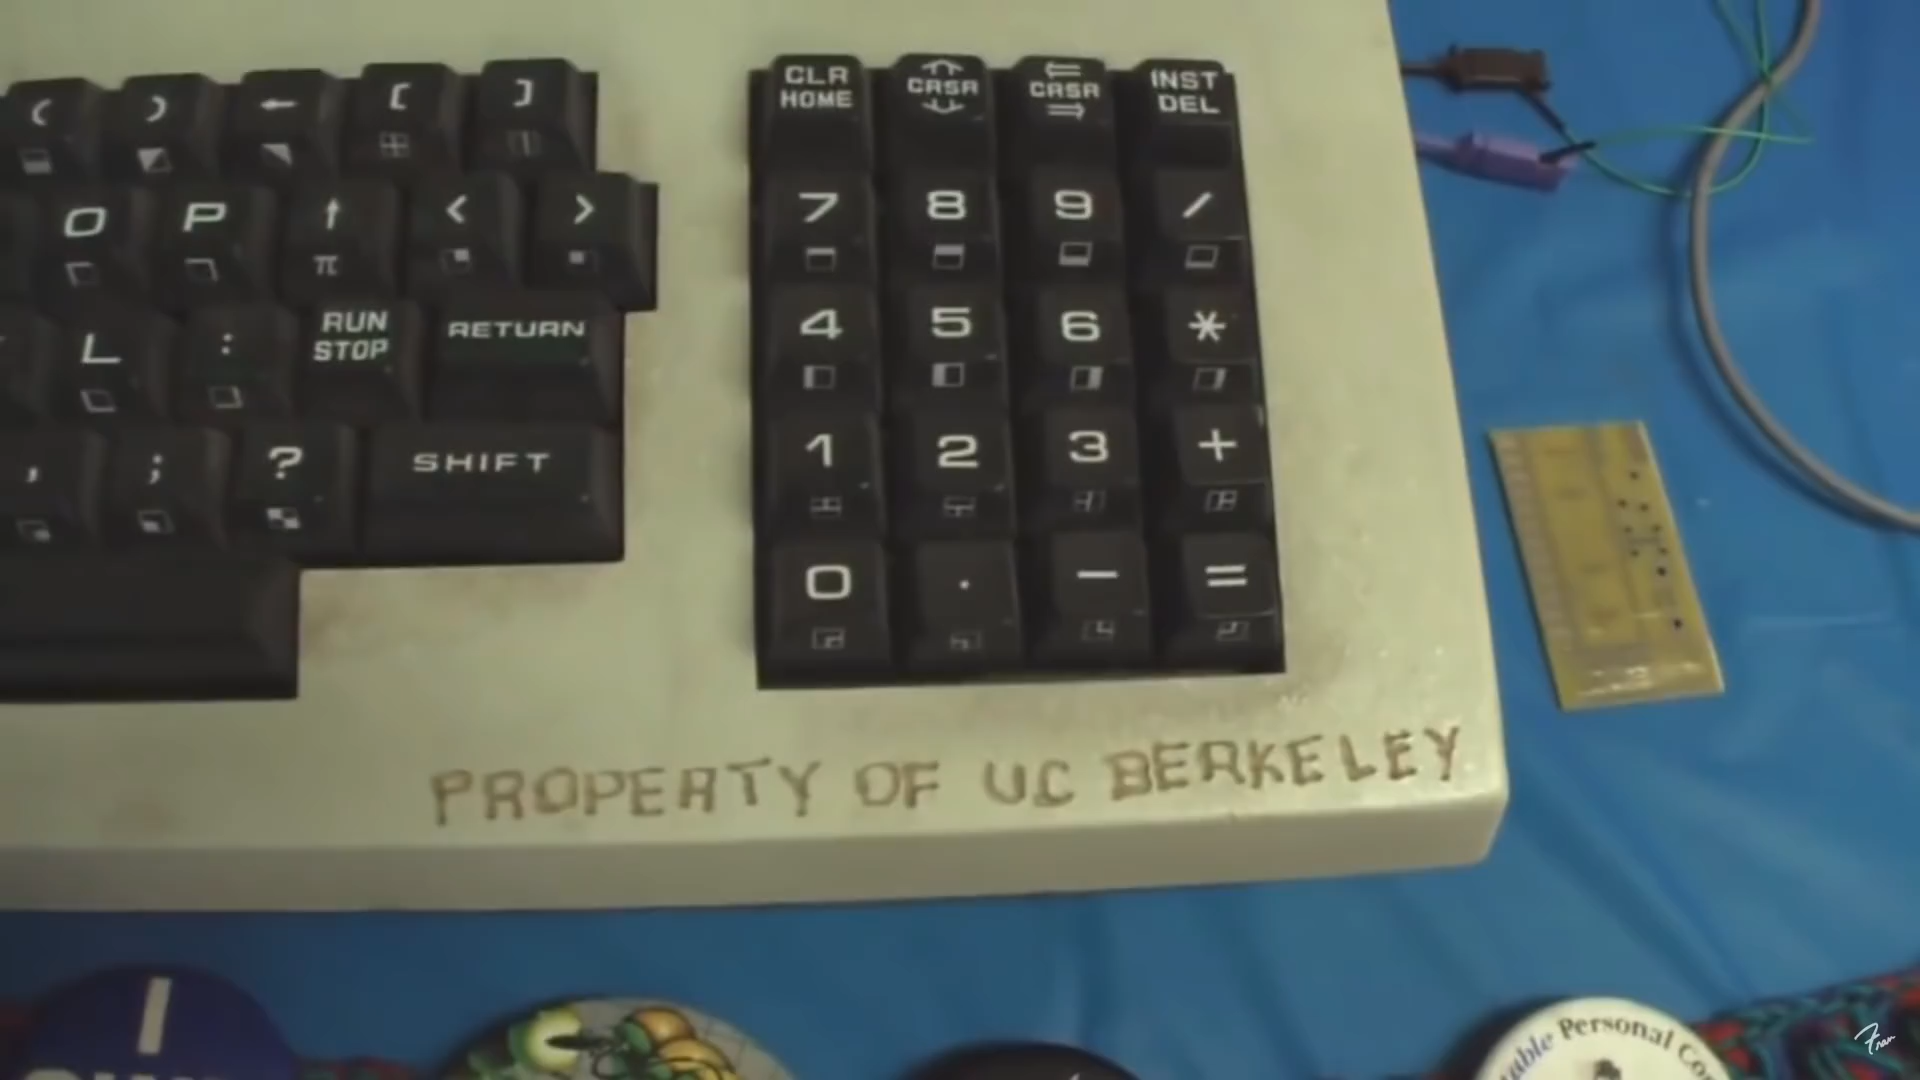 ( ) ← [ ]
O P ↑ < >
π
L : RUN STOP RETURN
, ; ? SHIFT
CLR HOME CRSR CRSR INST DEL
7 8 9 /
4 5 6 *
1 2 3 +
0 . - =
PROPERTY OF UC BERKELEY
I
Personal
Fran